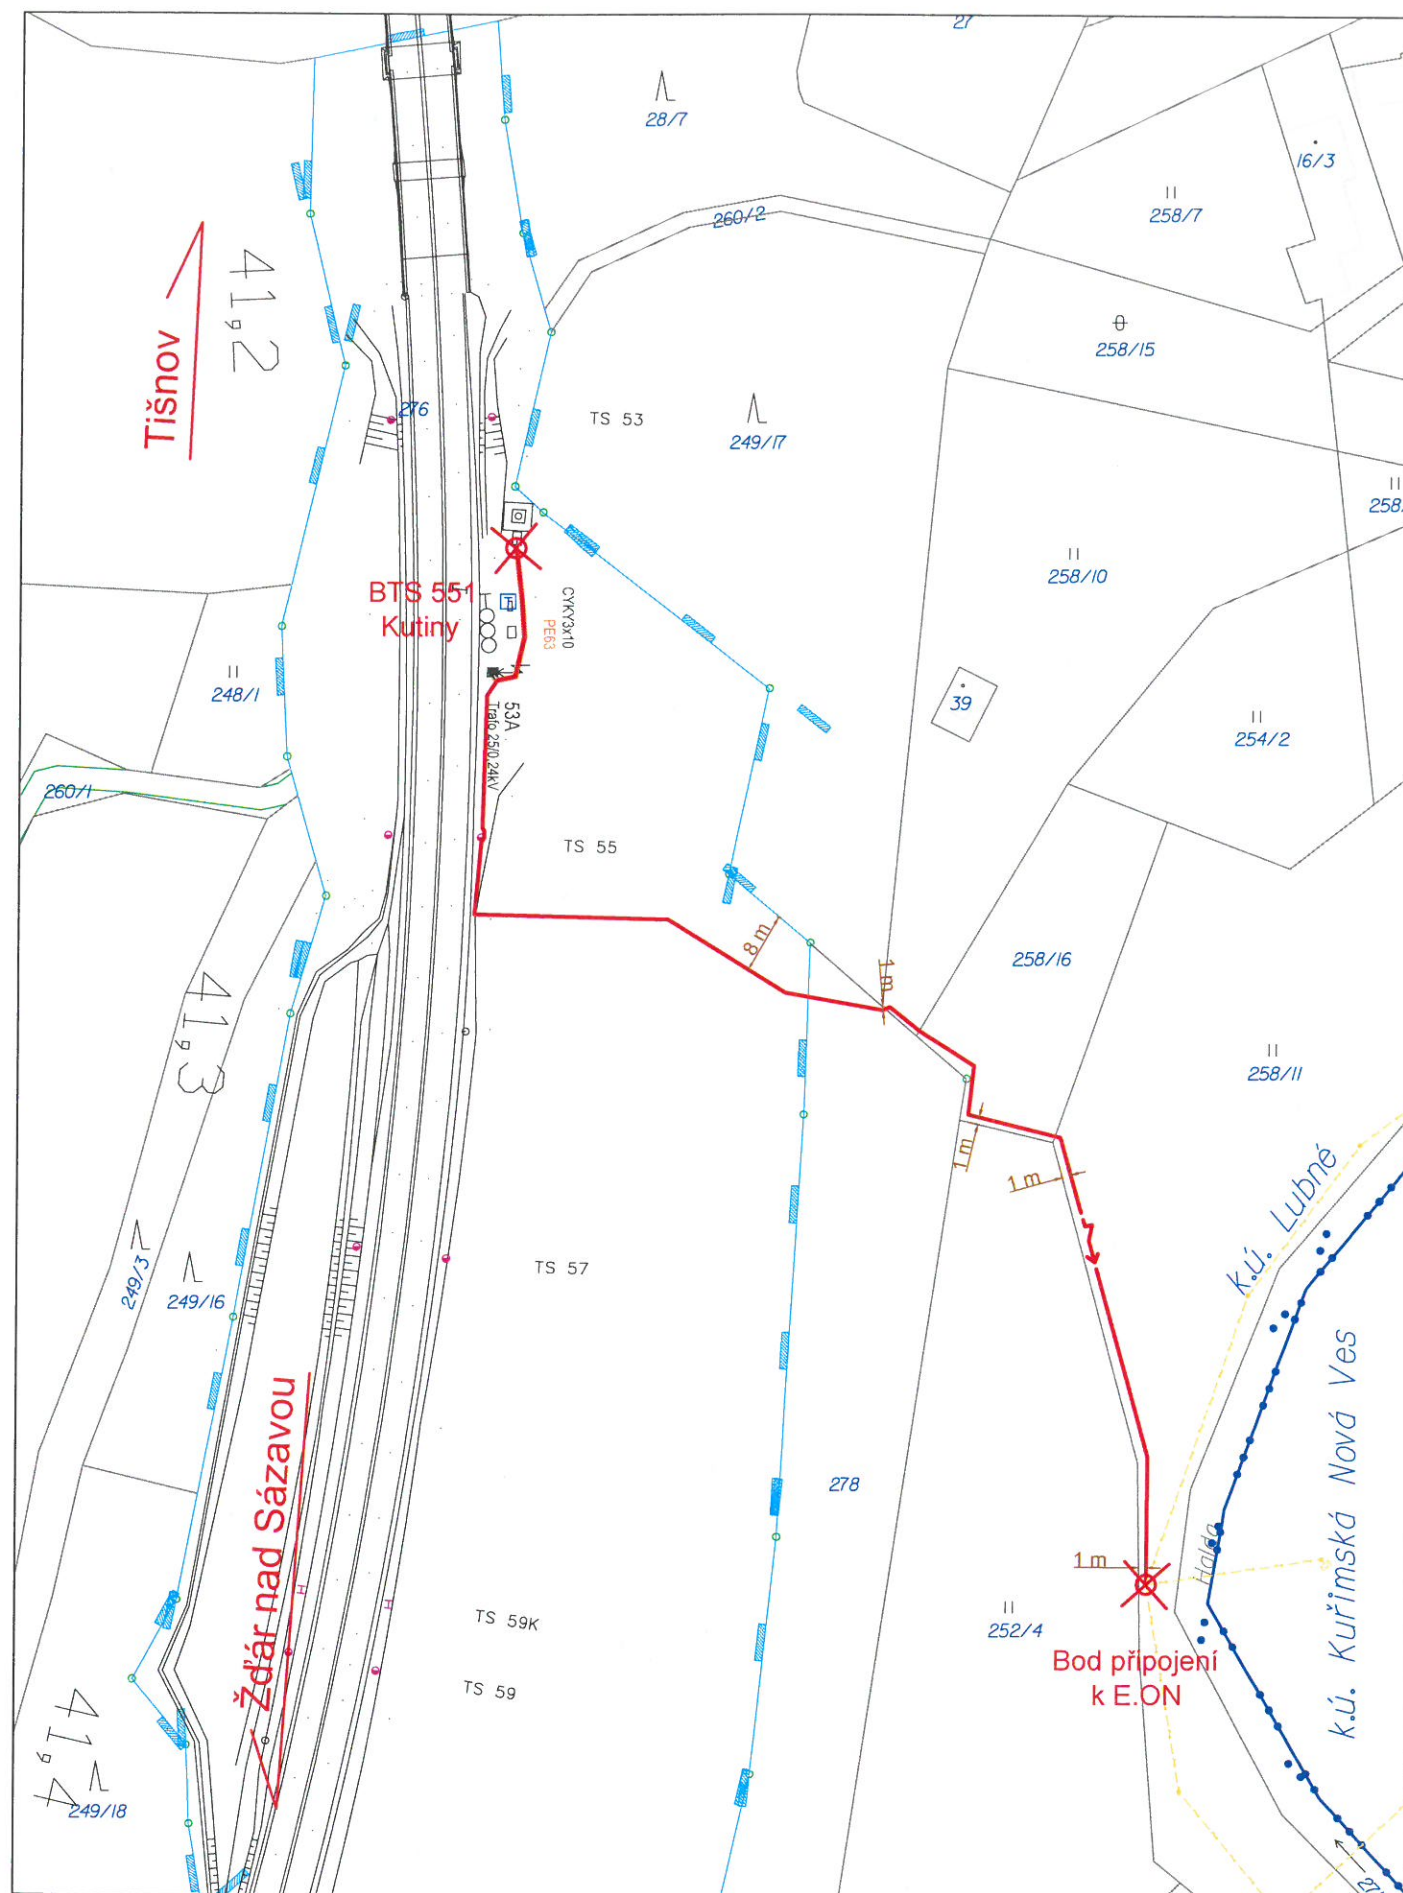 27
28/7
16/3
258/7
260/2
41,2
Tišnov
258/15
276
TS 53
249/17
258/10
BTS 551
Kutiny
CYKY3x10
PE63
248/1
39
254/2
53A
Trafo 25/0,24kV
260/1
TS 55
8 m
1 m
258/16
41,3
258/11
1 m
1 m
k.ú. Lubné
249/3
249/16
TS 57
Žďár nad Sázavou
k.ú. Kuřimská Nová Ves
278
Halda
1 m
TS 59K
252/4
Bod připojení
k E.ON
TS 59
41,4
249/18